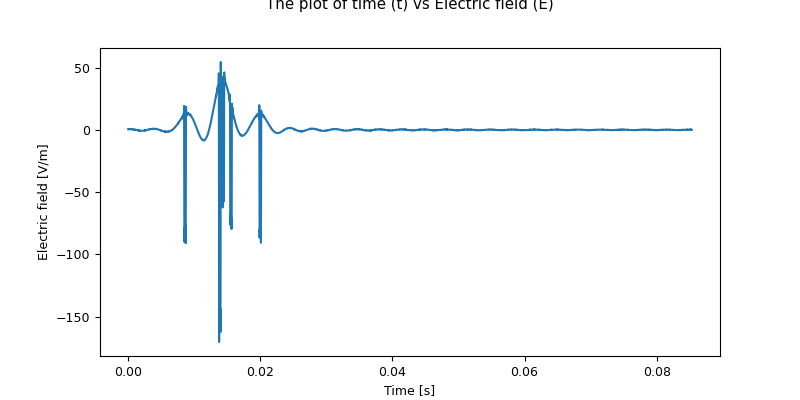 The plot of time (t) vs Electric field (E)
50
0
−50
−100
−150
Electric field [V/m]
0.00 0.02 0.04 0.06 0.08
Time [s]